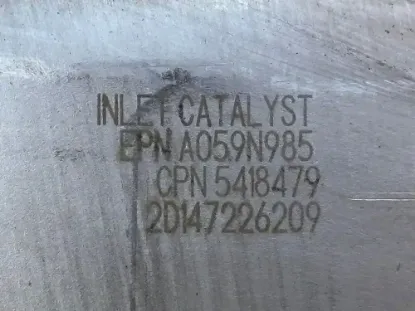 INLET CATALYST
EPN A059N985
CPN 5418479
2D147226209